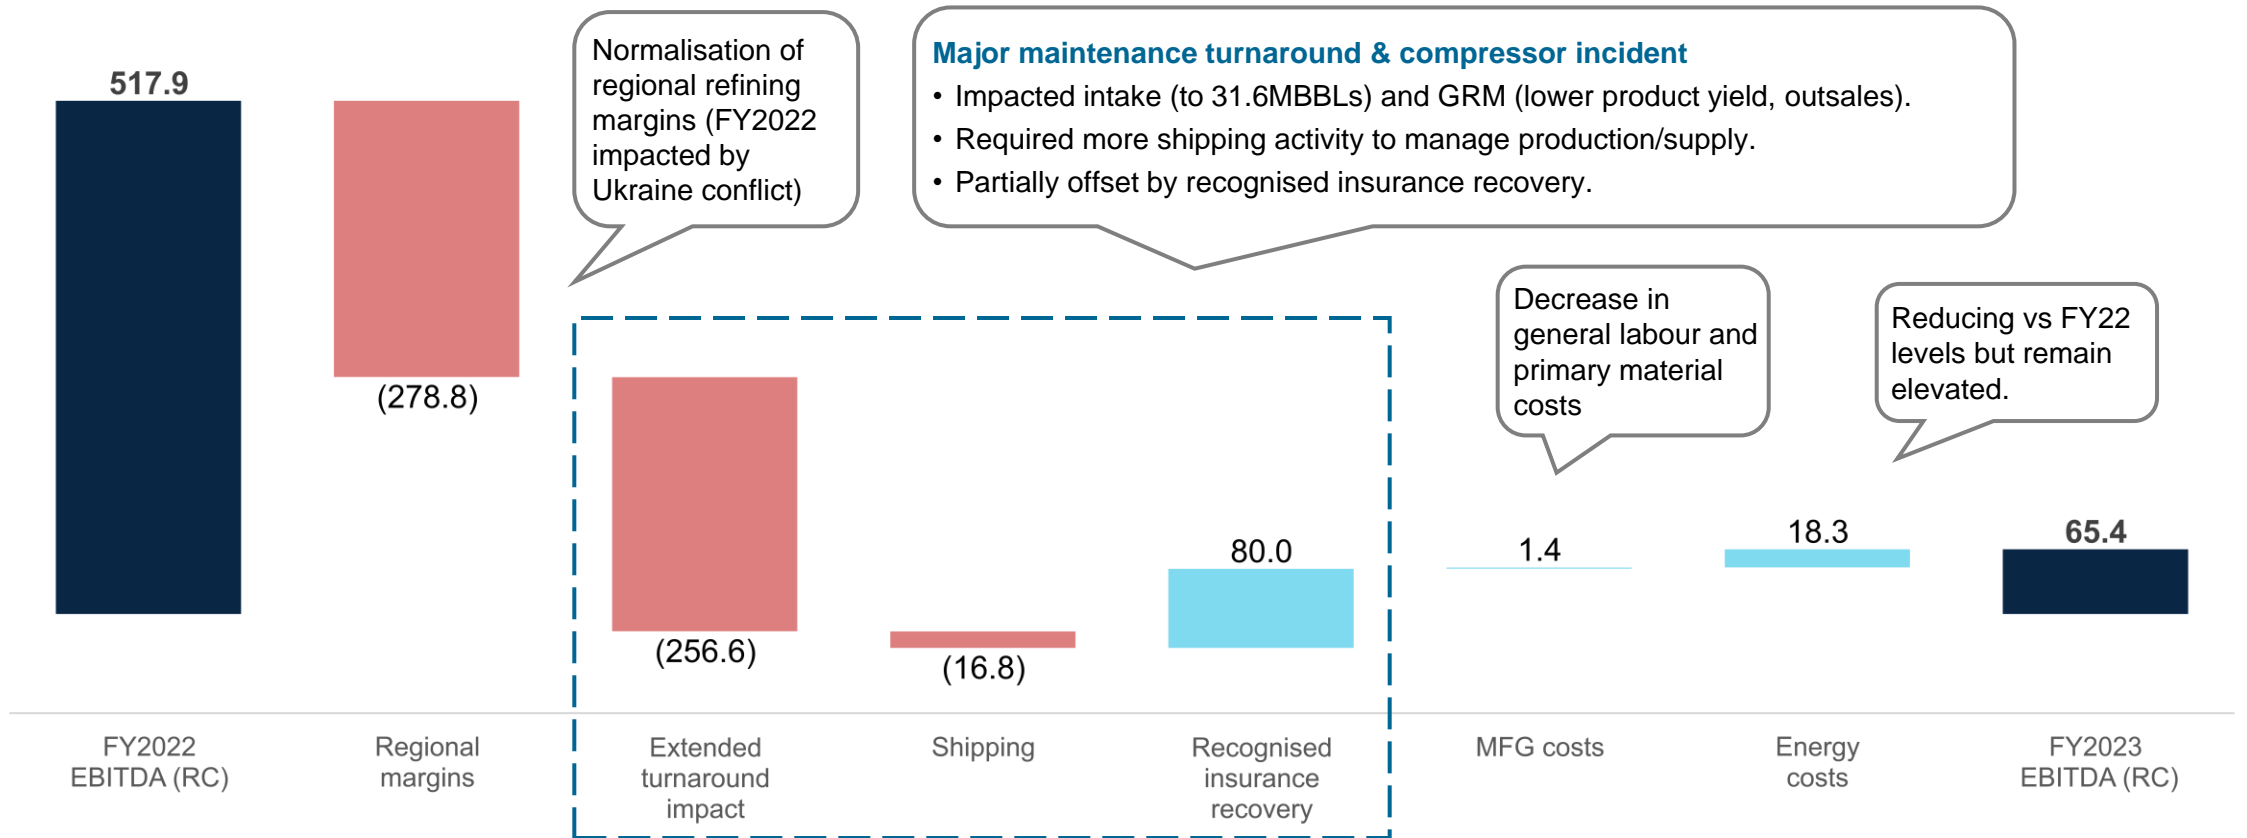 517.9
(278.8)
Normalisation of
regional refining
margins (FY2022
impacted by
Ukraine conflict)
Major maintenance turnaround & compressor incident
• Impacted intake (to 31.6MBBLs) and GRM (lower product yield, outsales).
• Required more shipping activity to manage production/supply.
• Partially offset by recognised insurance recovery.
Decrease in
general labour and
primary material
costs
Reducing vs FY22
levels but remain
elevated.
(256.6)
(16.8)
80.0
1.4
18.3
65.4
FY2022
EBITDA (RC)
Regional
margins
Extended
turnaround
impact
Shipping
Recognised
insurance
recovery
MFG costs
Energy
costs
FY2023
EBITDA (RC)